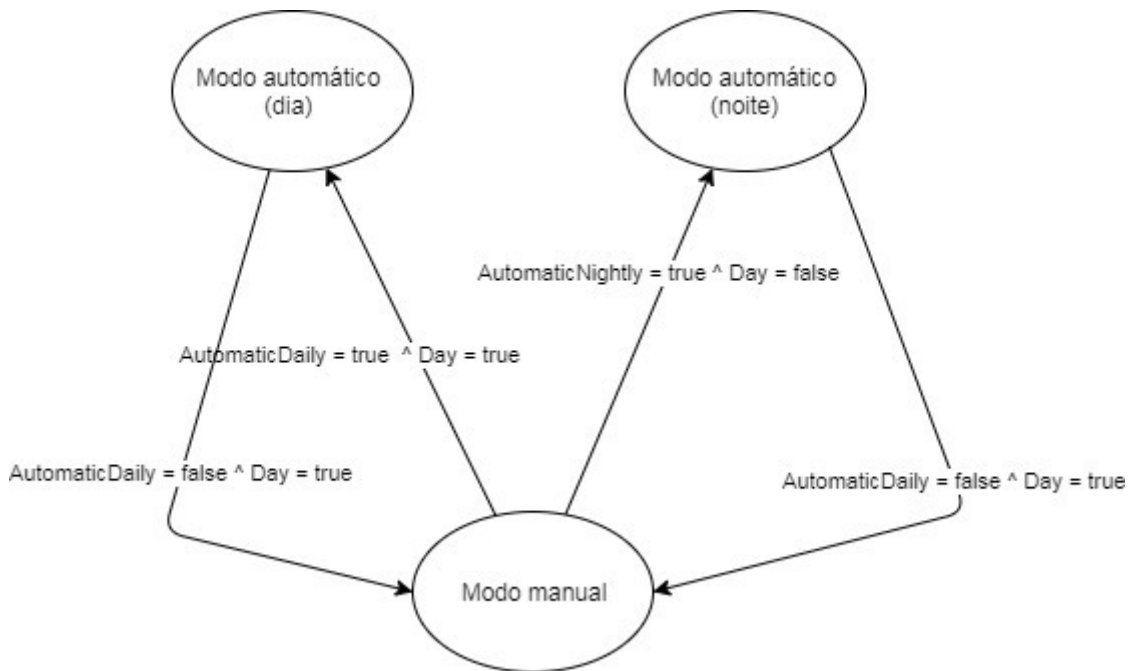 Modo automático
(dia)
Modo automático
(noite)
AutomaticNightly = true ^ Day = false
AutomaticDaily = true ^ Day = true
AutomaticDaily = false ^ Day = true
AutomaticDaily = false ^ Day = true
Modo manual